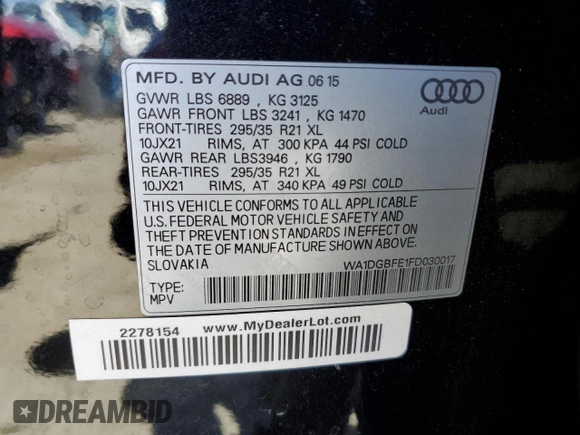 MFD. BY AUDI AG 06 15
GVWR LBS 6889 , KG 3125
GAWR FRONT LBS 3241 , KG 1470
FRONT-TIRES 295/35 R21 XL
10JX21 RIMS, AT 300 KPA 44 PSI COLD
GAWR REAR LBS3946 , KG 1790
REAR-TIRES 295/35 R21 XL
10JX21 RIMS, AT 340 KPA 49 PSI COLD
THIS VEHICLE CONFORMS TO ALL APPLICABLE
U.S. FEDERAL MOTOR VEHICLE SAFETY AND
THEFT PREVENTION STANDARDS IN EFFECT ON
THE DATE OF MANUFACTURE SHOWN ABOVE.
SLOVAKIA
WA1DGBFE1FD030017
TYPE:
MPV
Audi
2278154 www.MyDealerLot.com
DREAMBID